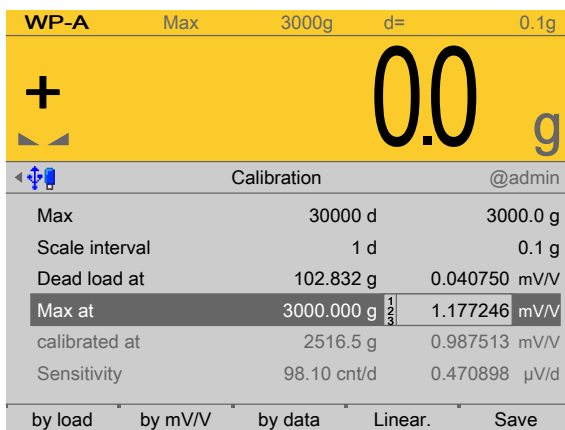 WP-A Max 3000g d= 0.1g
+ 0.0 g
Calibration @admin
Max 30000 d 3000.0 g
Scale interval 1 d 0.1 g
Dead load at 102.832 g 0.040750 mV/V
Max at 3000.000 g 1 2 3 1.177246 mV/V
calibrated at 2516.5 g 0.987513 mV/V
Sensitivity 98.10 cnt/d 0.470898 µV/d
by load by mV/V by data Linear. Save